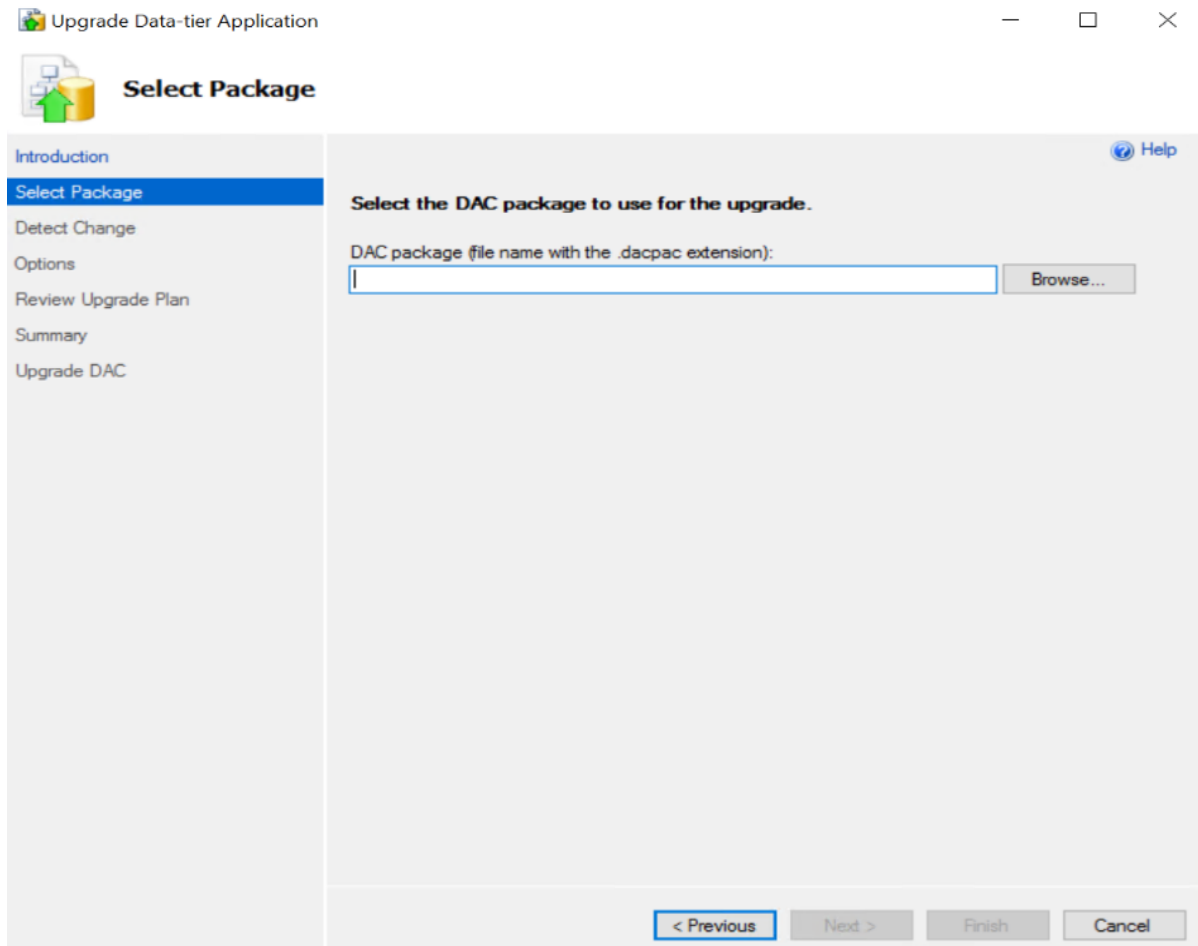 Upgrade Data-tier Application
Select Package
Introduction
Help
Select Package
Select the DAC package to use for the upgrade.
Detect Change
DAC package (file name with the .dacpac extension):
Options
Browse...
Review Upgrade Plan
Summary
Upgrade DAC
< Previous Next > Finish Cancel